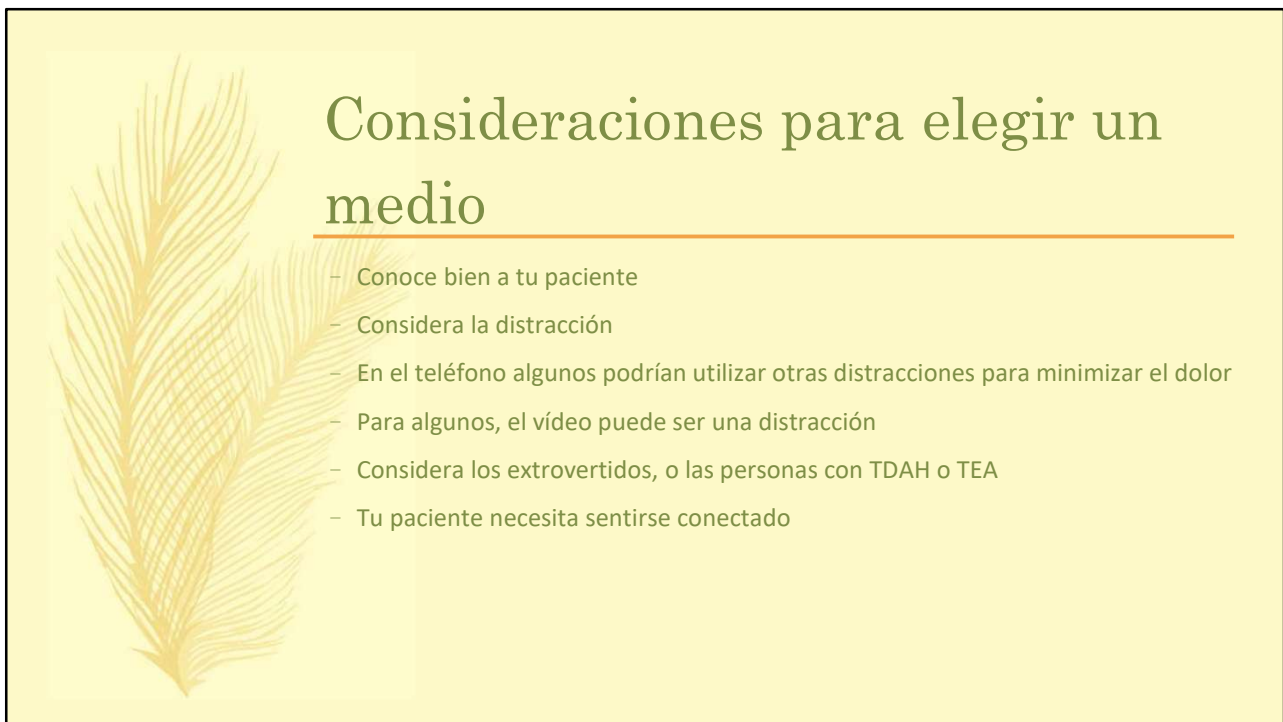 Consideraciones para elegir un
medio
– Conoce bien a tu paciente
– Considera la distracción
– En el teléfono algunos podrían utilizar otras distracciones para minimizar el dolor
– Para algunos, el vídeo puede ser una distracción
– Considera los extrovertidos, o las personas con TDAH o TEA
– Tu paciente necesita sentirse conectado